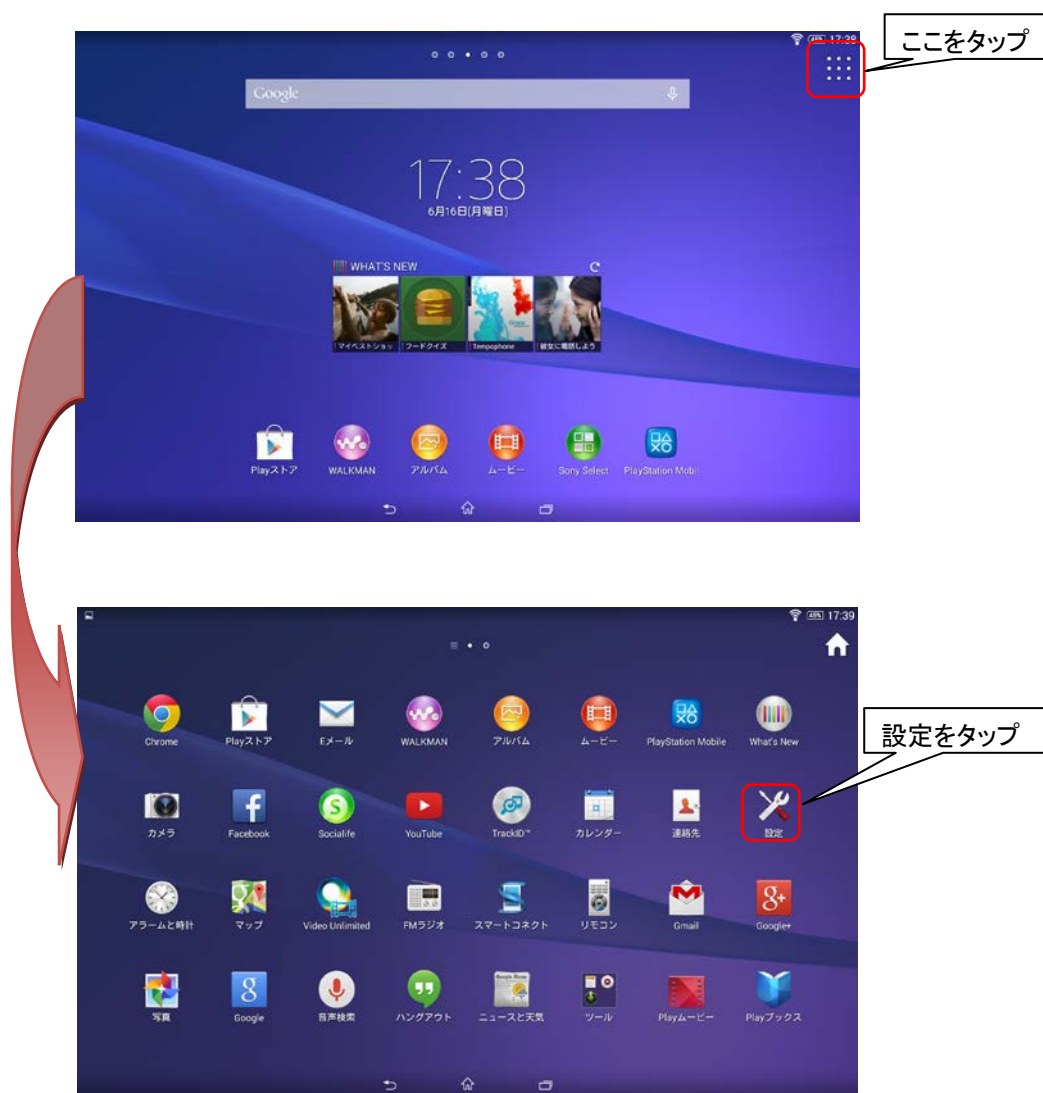 17:38
ここをタップ
Google
17:38
6月16日(月曜日)
WHAT'S NEW
マイベストショッ フードクイズ Tempophone 彼女に電話しよう
Playストア WALKMAN アルバム ムービー Sony Select PlayStation Mobil
17:39
Chrome Playストア Eメール WALKMAN アルバム ムービー PlayStation Mobile What's New
設定をタップ
カメラ Facebook Socialife YouTube TrackID™ カレンダー 連絡先 設定
アラームと時計 マップ Video Unlimited FMラジオ スマートコネクト リモコン Gmail Google+
写真 Google 音声検索 ハングアウト ニュースと天気 ツール Playムービー Playブックス